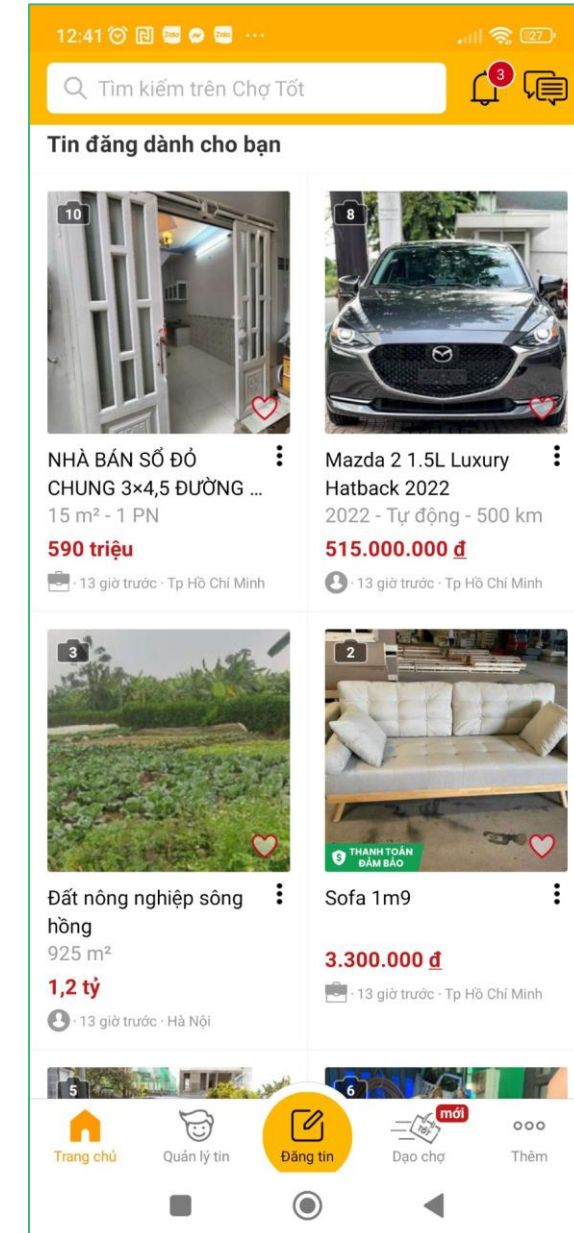 12:41
27
Tìm kiếm trên Chợ Tốt
3
Tin đăng dành cho bạn
10
NHÀ BÁN SỔ ĐỎ
CHUNG 3×4,5 ĐƯỜNG ...
15 m² - 1 PN
590 triệu
· 13 giờ trước · Tp Hồ Chí Minh
8
Mazda 2 1.5L Luxury
Hatback 2022
2022 - Tự động - 500 km
515.000.000 đ
· 13 giờ trước · Tp Hồ Chí Minh
3
Đất nông nghiệp sông
hồng
925 m²
1,2 tỷ
· 13 giờ trước · Hà Nội
2
THANH TOÁN
ĐẢM BẢO
Sofa 1m9
3.300.000 đ
· 13 giờ trước · Tp Hồ Chí Minh
5
6
Trang chủ
Quản lý tin
Đăng tin
TỐT
mới
Dạo chợ
Thêm